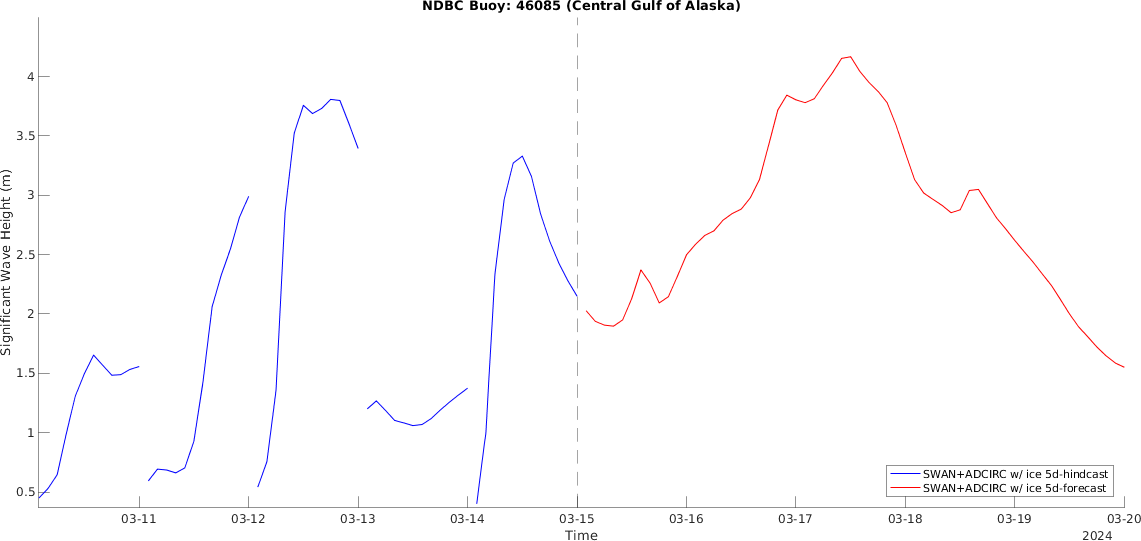 NDBC Buoy: 46085 (Central Gulf of Alaska)
Significant Wave Height (m)
4
3.5
3
2.5
2
1.5
1
0.5
SWAN+ADCIRC w/ ice 5d-hindcast
SWAN+ADCIRC w/ ice 5d-forecast
03-11 03-12 03-13 03-14 03-15 03-16 03-17 03-18 03-19 03-20
Time
2024